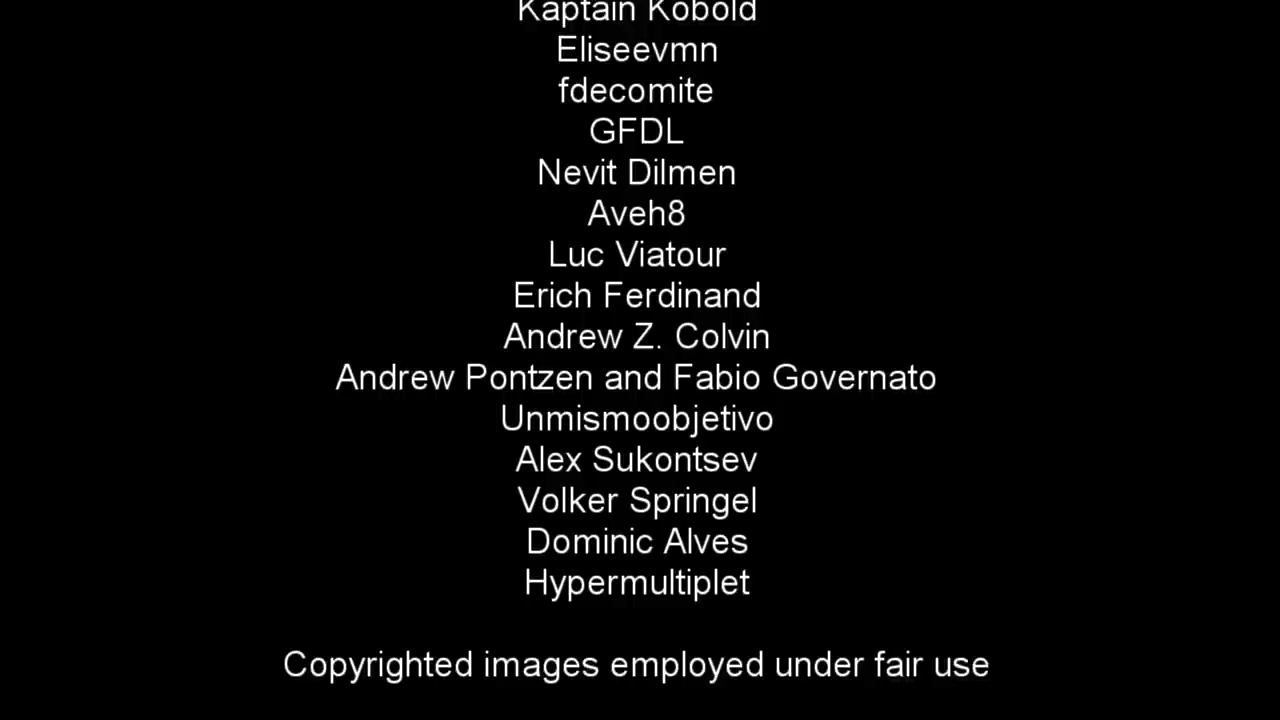 Kaptain Kobold
Eliseevmn
fdecomite
GFDL
Nevit Dilmen
Aveh8
Luc Viatour
Erich Ferdinand
Andrew Z. Colvin
Andrew Pontzen and Fabio Governato
Unmismoobjetivo
Alex Sukontsev
Volker Springel
Dominic Alves
Hypermultiplet
Copyrighted images employed under fair use